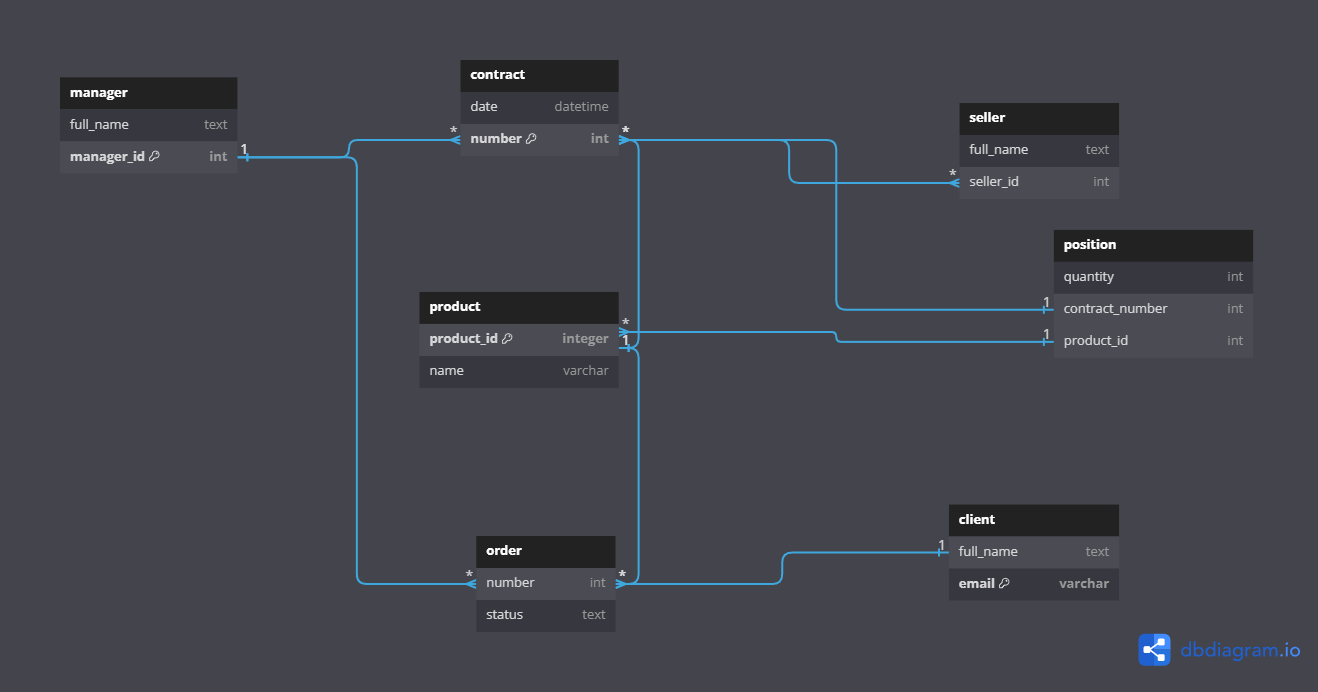 manager
full_name text
manager_id int
1
contract
date datetime
* number int *
seller
full_name text
* seller_id int
position
quantity int
1 contract_number int
1 product_id int
product
*
product_id integer 1
name varchar
order
* number int *
status text
client
1 full_name text
email varchar
dbdiagram.io